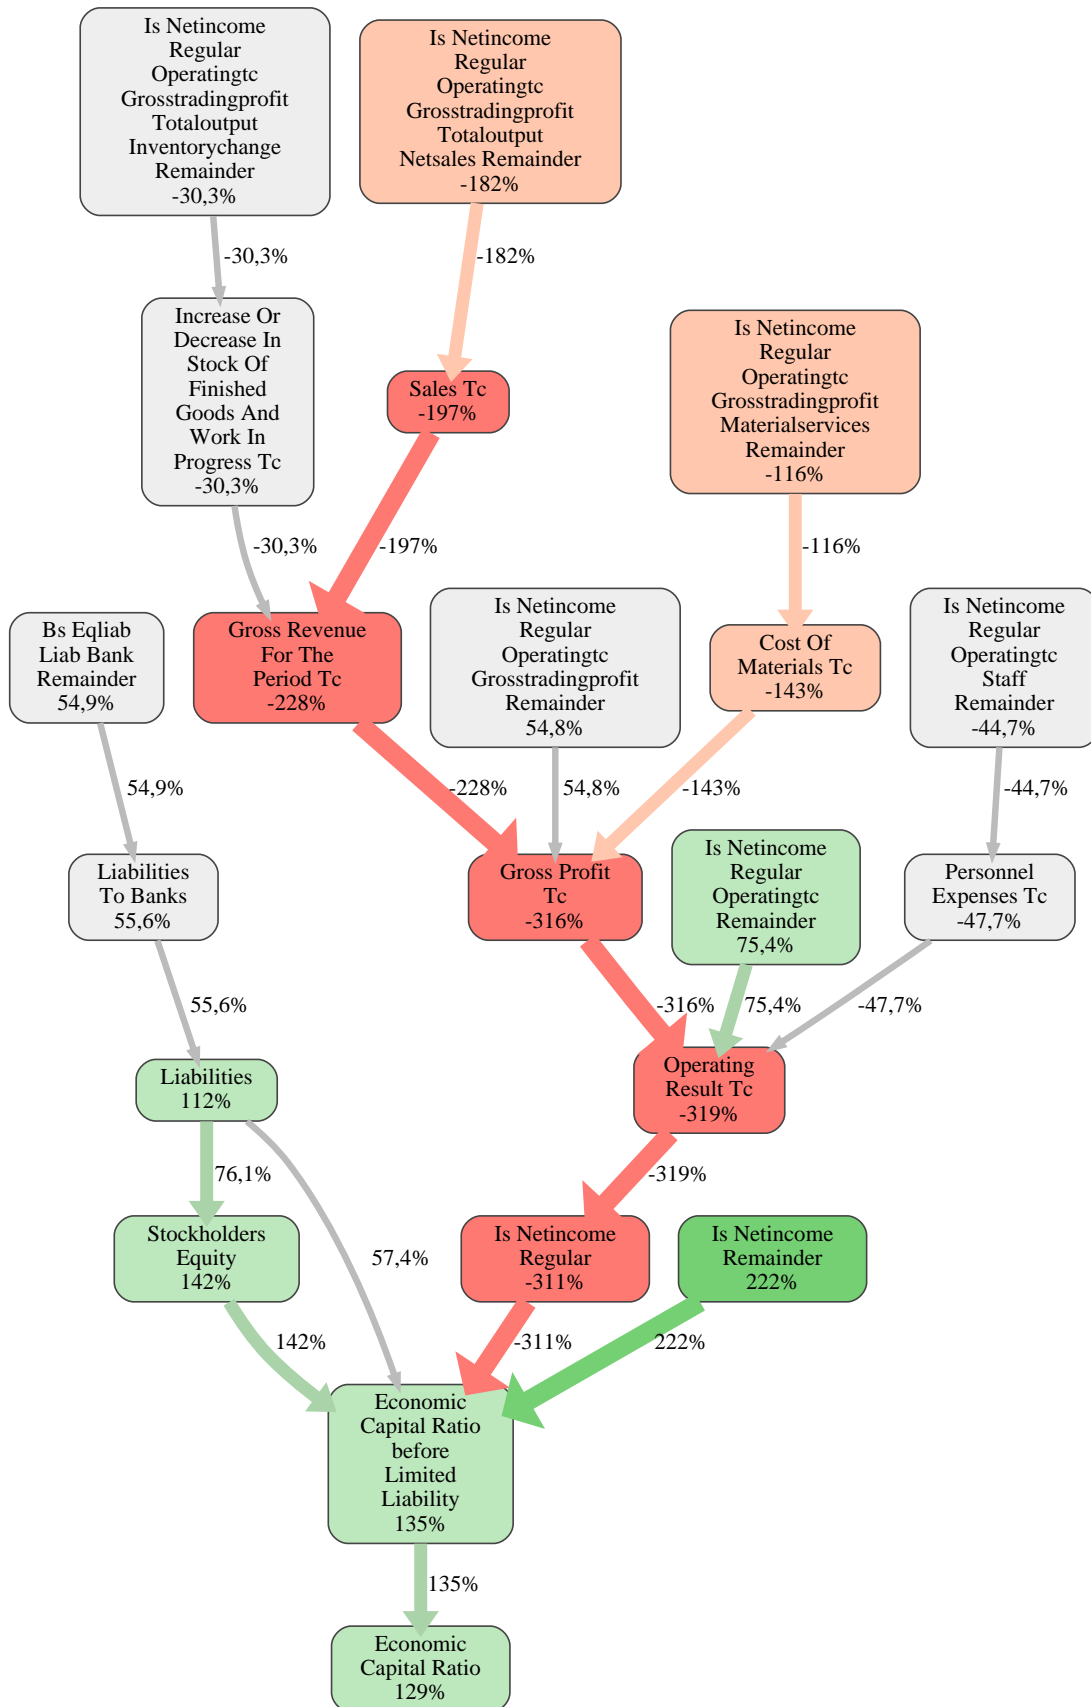 Is Netincome
Regular
Operatingtc
Grosstradingprofit
Totaloutput
Inventorychange
Remainder
-30,3%
Is Netincome
Regular
Operatingtc
Grosstradingprofit
Totaloutput
Netsales Remainder
-182%
-30,3%
-182%
Increase Or
Decrease In
Stock Of
Finished
Goods And
Work In
Progress Tc
-30,3%
Sales Tc
-197%
Is Netincome
Regular
Operatingtc
Grosstradingprofit
Materialservices
Remainder
-116%
-30,3%
-197%
-116%
Bs Eqliab
Liab Bank
Remainder
54,9%
Gross Revenue
For The
Period Tc
-228%
Is Netincome
Regular
Operatingtc
Grosstradingprofit
Remainder
54,8%
Cost Of
Materials Tc
-143%
Is Netincome
Regular
Operatingtc
Staff
Remainder
-44,7%
54,9%
-228%
54,8%
-143%
-44,7%
Liabilities
To Banks
55,6%
Gross Profit
Tc
-316%
Is Netincome
Regular
Operatingtc
Remainder
75,4%
Personnel
Expenses Tc
-47,7%
55,6%
-316%
75,4%
-47,7%
Liabilities
112%
Operating
Result Tc
-319%
76,1%
-319%
Stockholders
Equity
142%
57,4%
Is Netincome
Regular
-311%
Is Netincome
Remainder
222%
142%
-311%
222%
Economic
Capital Ratio
before
Limited
Liability
135%
135%
Economic
Capital Ratio
129%